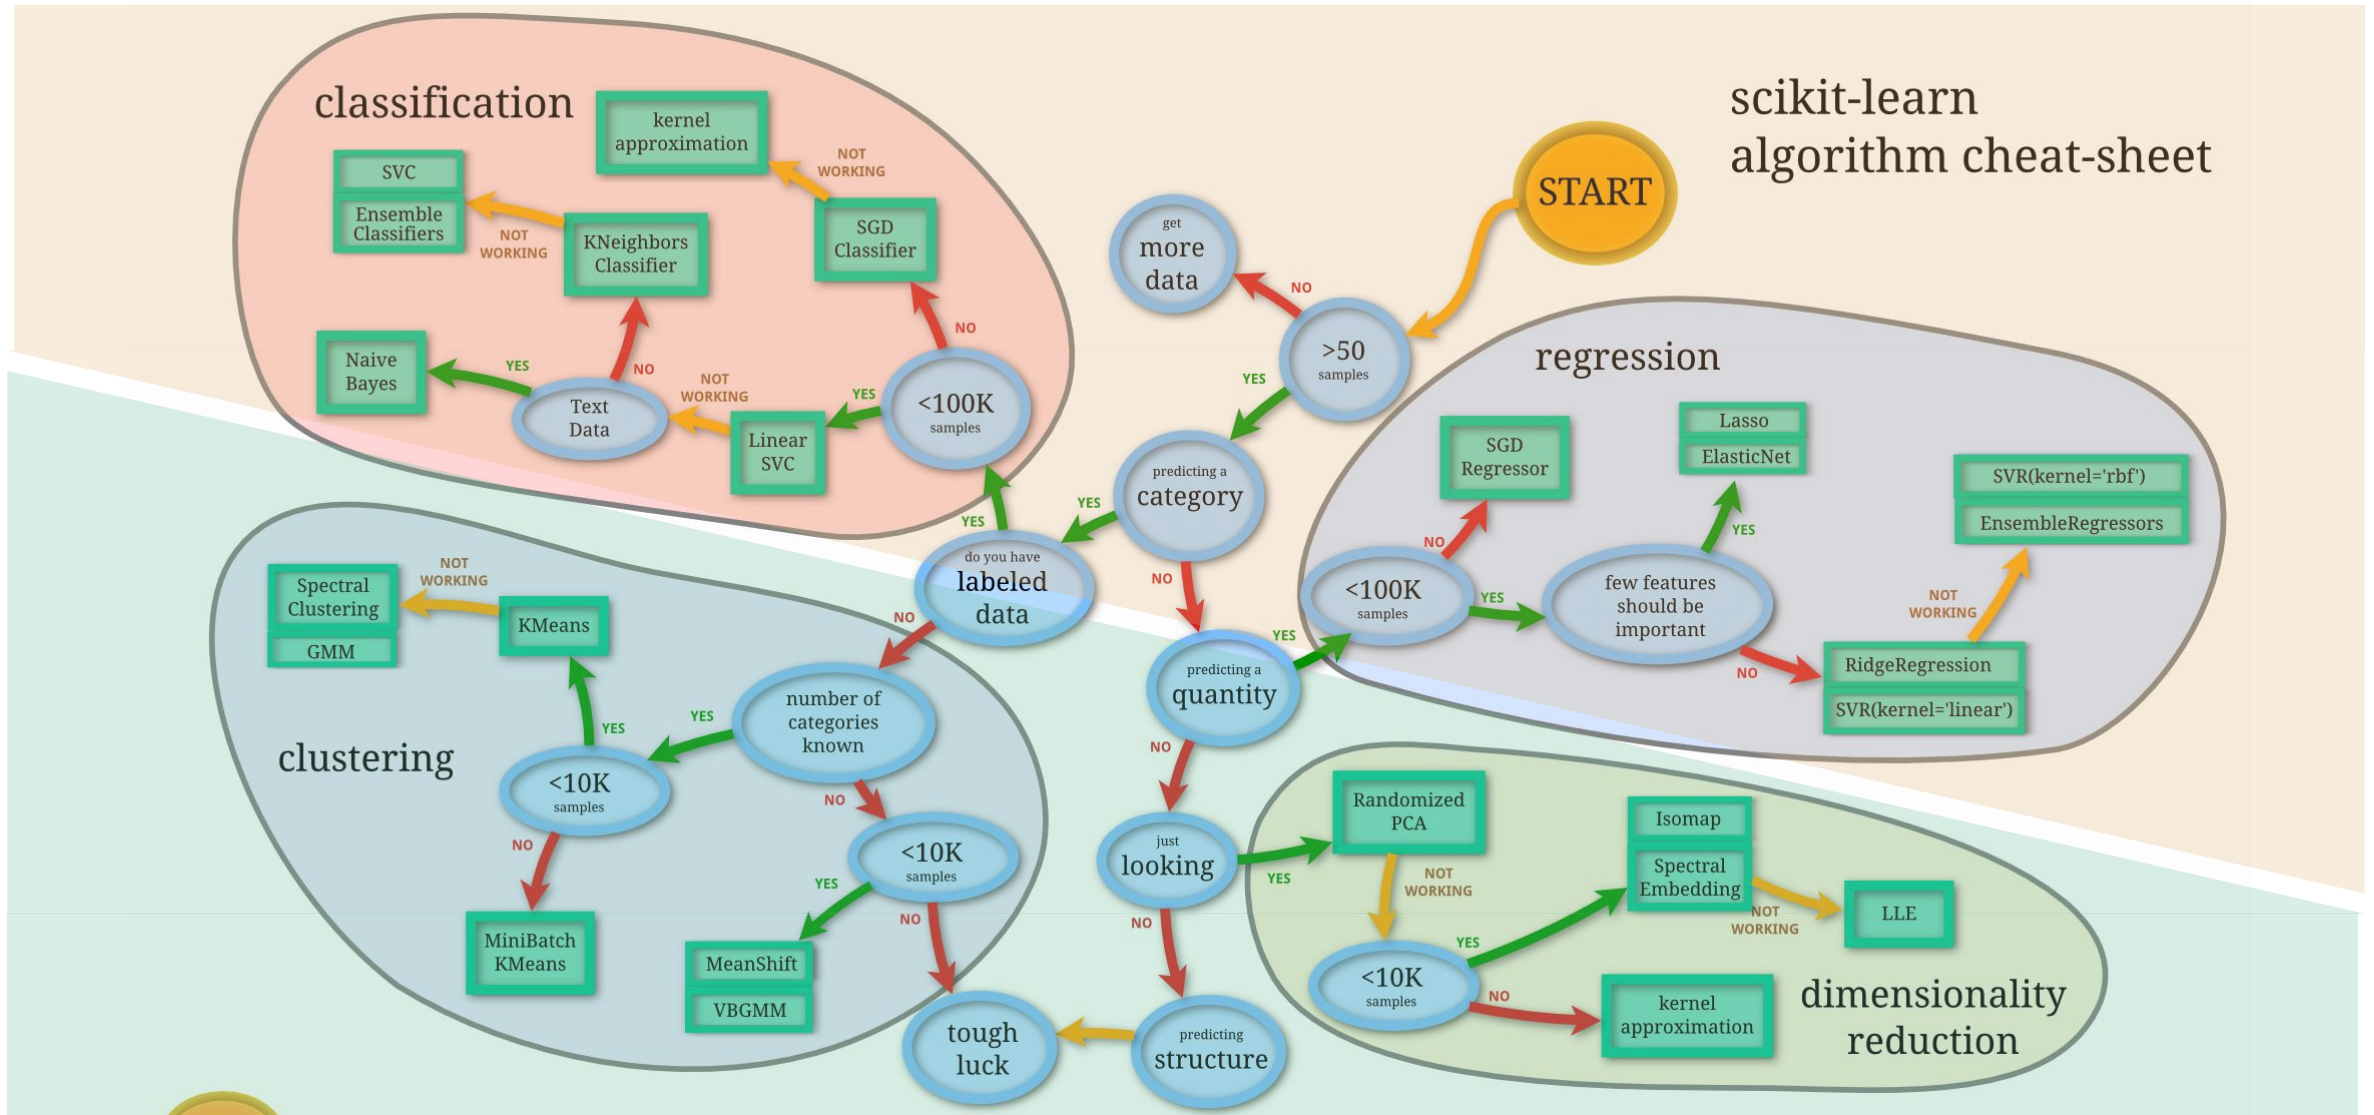 scikit-learn
algorithm cheat-sheet
START
classification
kernel
approximation
NOT
WORKING
SVC
Ensemble
Classifiers
NOT
WORKING
KNeighbors
Classifier
SGD
Classifier
NO
Naive
Bayes
YES
Text
Data
NO
NOT
WORKING
Linear
SVC
YES
<100K
samples
YES
get
more
data
NO
>50
samples
YES
predicting a
category
YES
NO
do you have
labeled
data
NO
regression
SGD
Regressor
NO
Lasso
ElasticNet
YES
SVR(kernel='rbf')
EnsembleRegressors
NOT
WORKING
<100K
samples
YES
few features
should be
important
NO
RidgeRegression
SVR(kernel='linear')
YES
predicting a
quantity
NO
clustering
Spectral
Clustering
GMM
NOT
WORKING
KMeans
YES
<10K
samples
YES
number of
categories
known
NO
NO
MiniBatch
KMeans
<10K
samples
YES
NO
MeanShift
VBGMM
tough
luck
just
looking
YES
NO
predicting
structure
Randomized
PCA
NOT
WORKING
<10K
samples
YES
NO
Isomap
Spectral
Embedding
NOT
WORKING
LLE
kernel
approximation
dimensionality
reduction